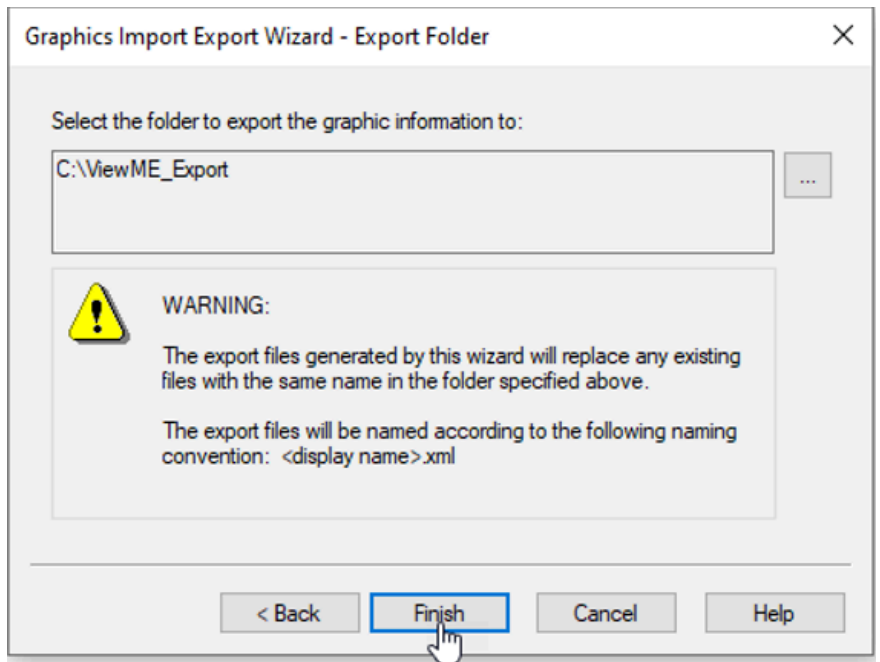 Graphics Import Export Wizard - Export Folder
Select the folder to export the graphic information to:
C:\ViewME_Export
...
WARNING:
The export files generated by this wizard will replace any existing
files with the same name in the folder specified above.
The export files will be named according to the following naming
convention: <display name>.xml
< Back
Finish
Cancel
Help